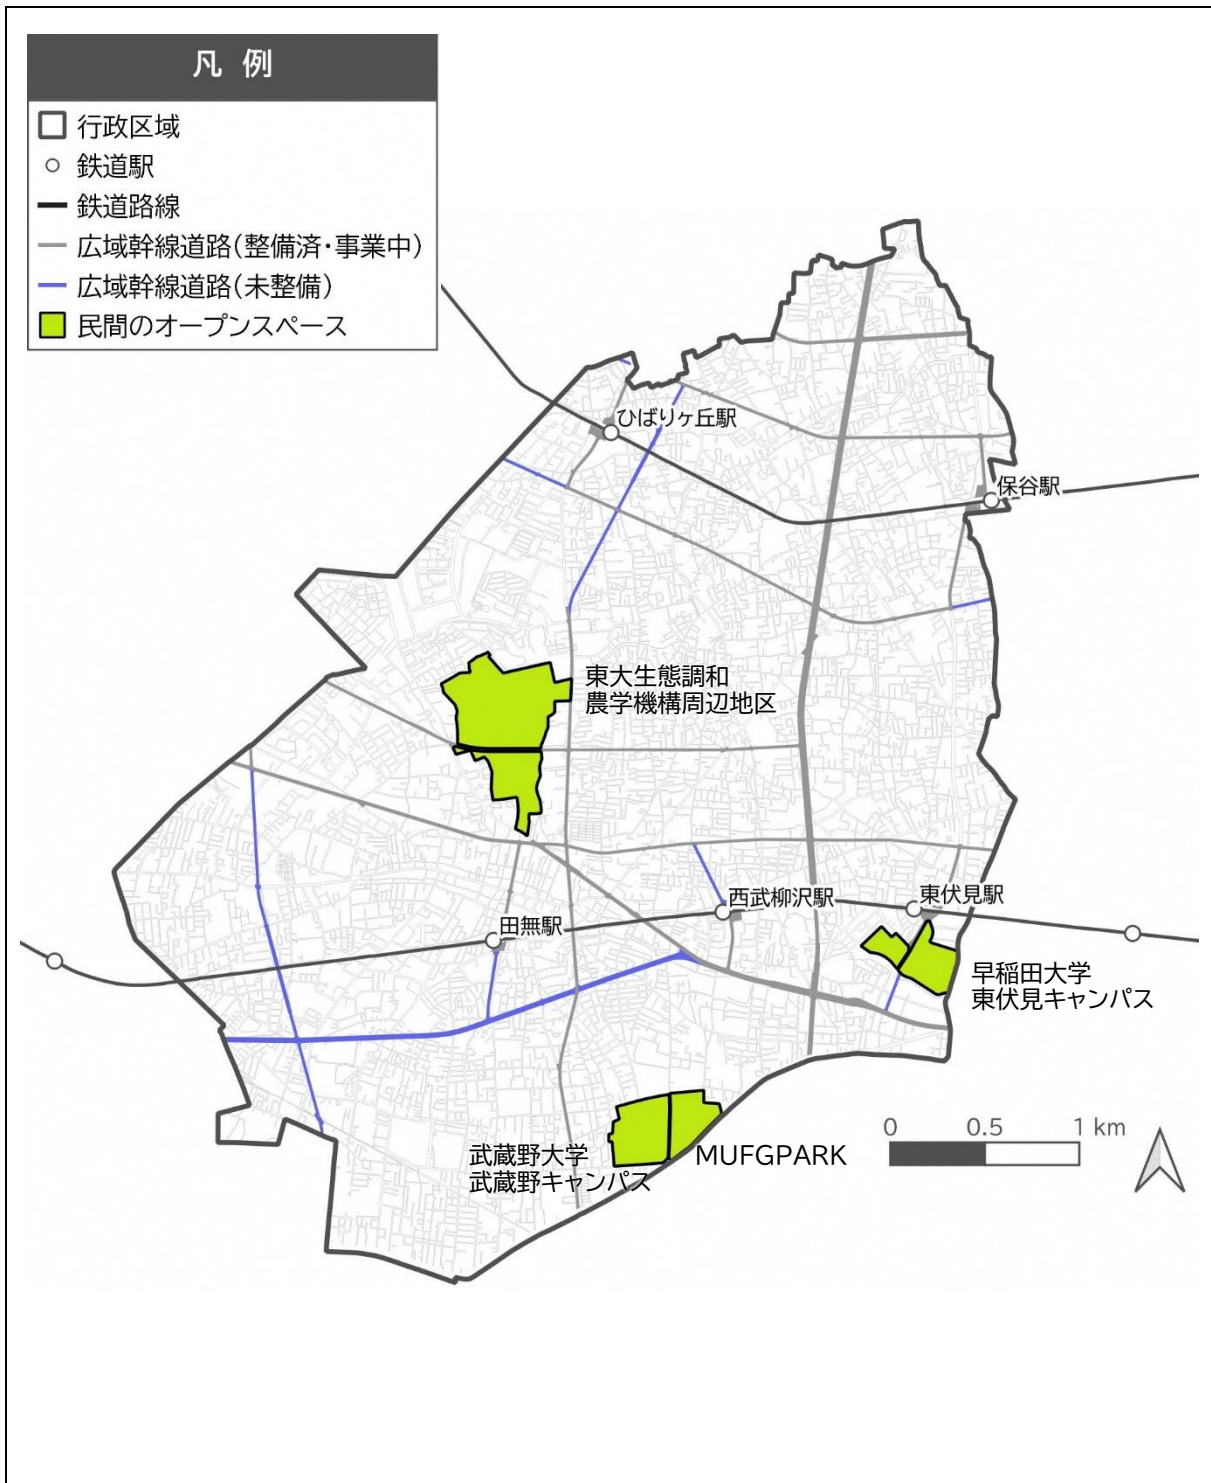 凡 例
行政区域
鉄道駅
鉄道路線
広域幹線道路(整備済・事業中)
広域幹線道路(未整備)
民間のオープンスペース
ひばりヶ丘駅
保谷駅
東大生態調和
農学機構周辺地区
西武柳沢駅
東伏見駅
田無駅
早稲田大学
東伏見キャンパス
武蔵野大学
武蔵野キャンパス
MUFGPARK
0 0.5 1 km